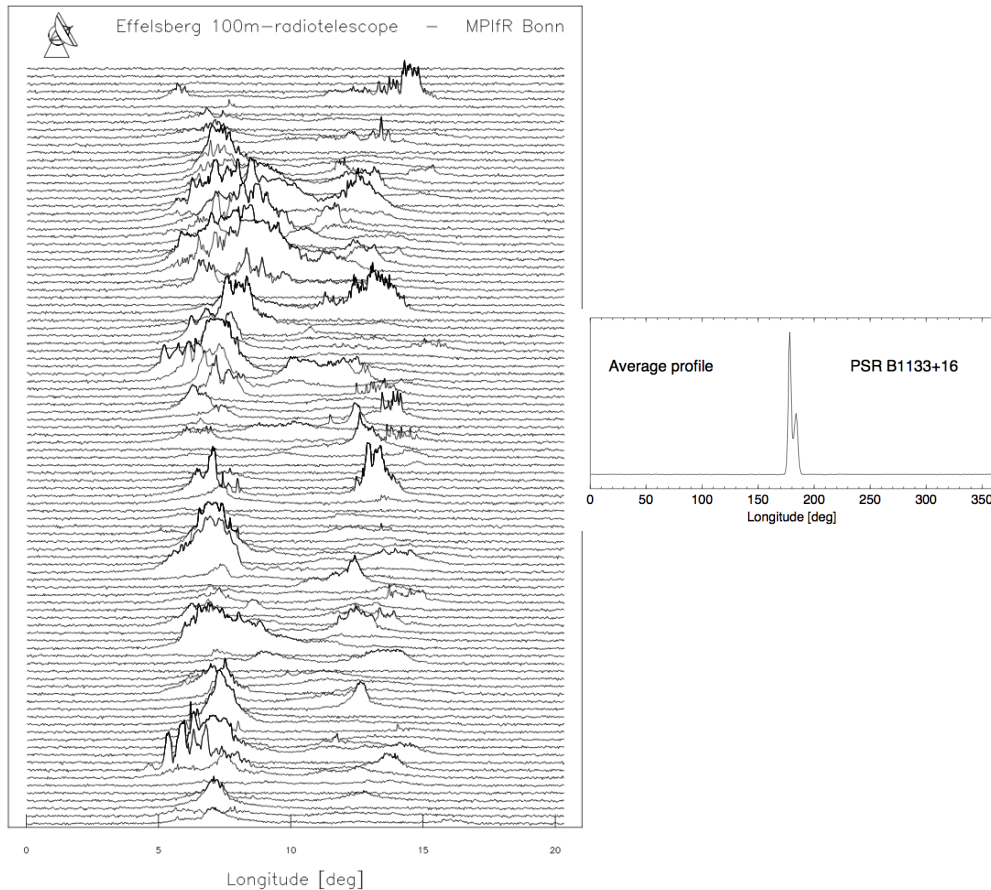 Effelsberg 100m-radiotelescope — MPIfR Bonn
0 5 10 15 20
Longitude [deg]
Average profile PSR B1133+16
0 50 100 150 200 250 300 350
Longitude [deg]